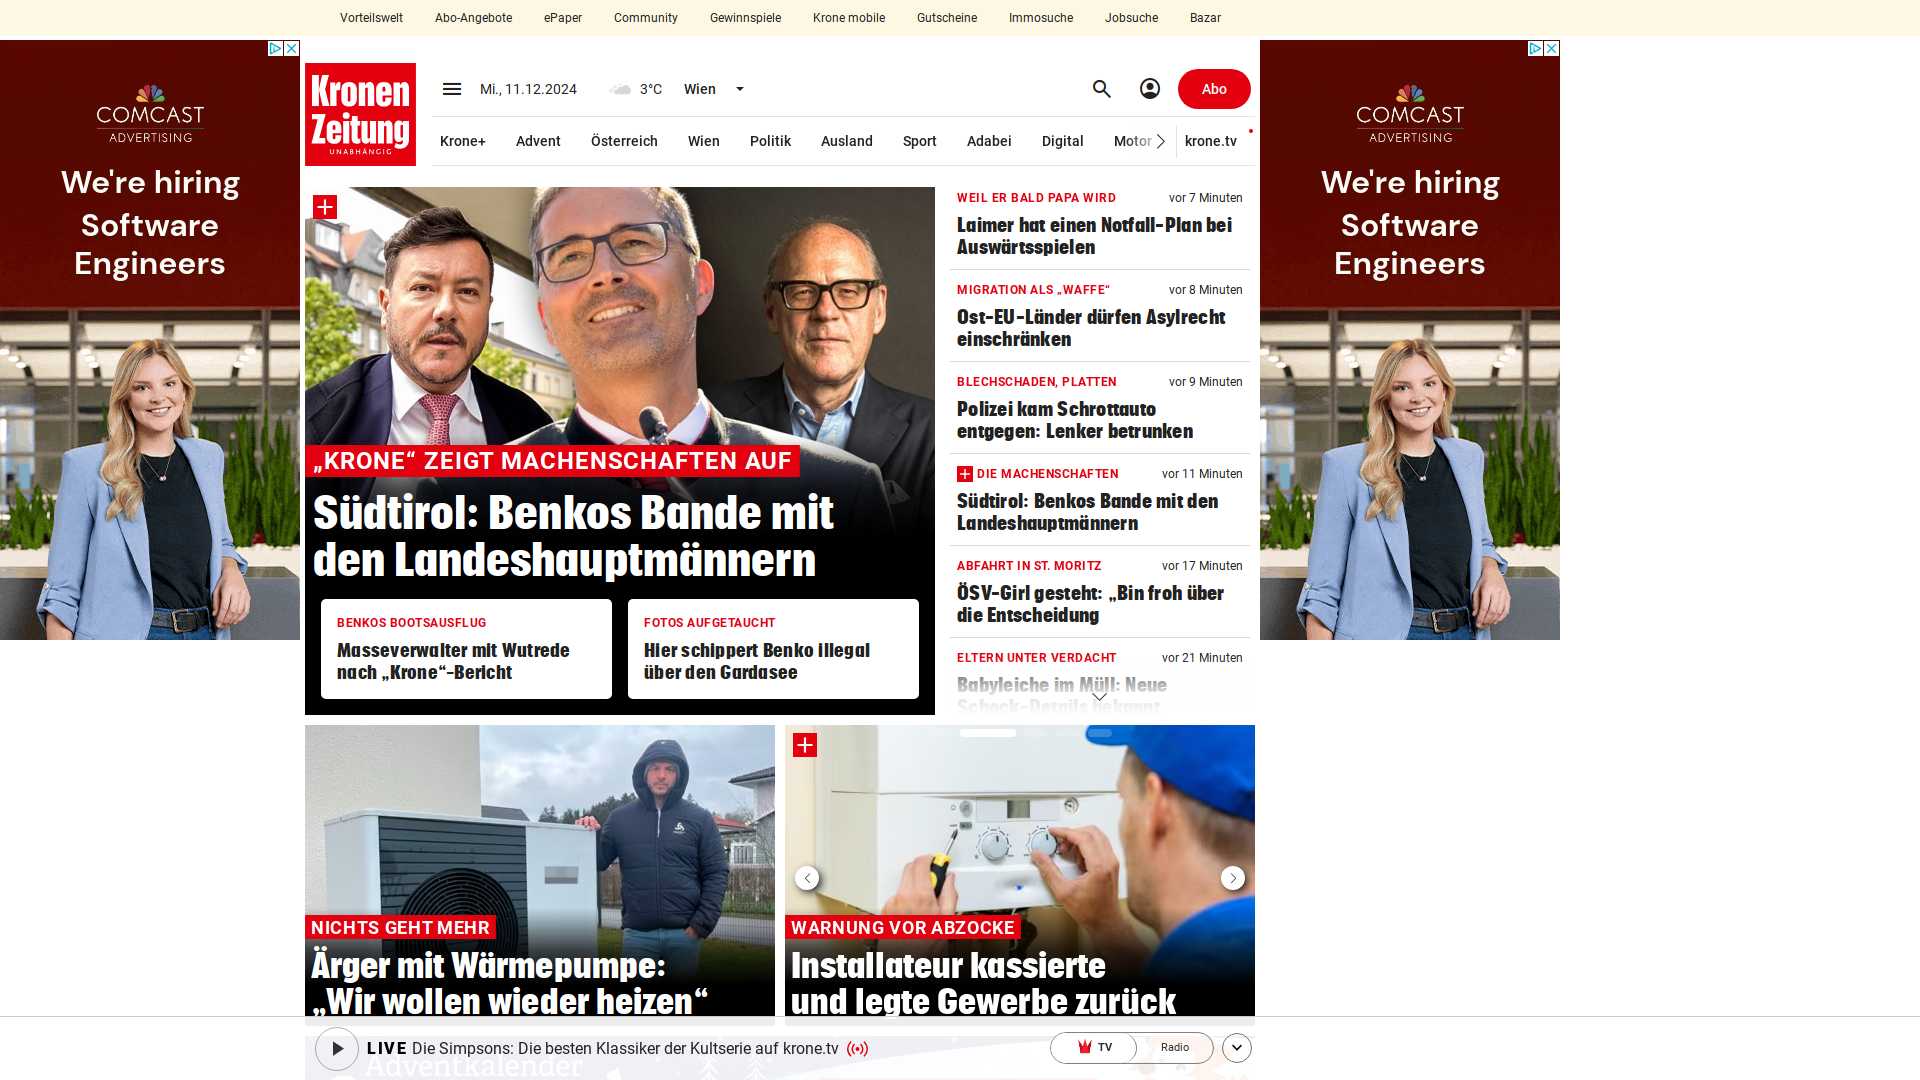 Vorteilswelt Abo-Angebote ePaper Community Gewinnspiele Krone mobile Gutscheine Immosuche Jobsuche Bazar
COMCAST
ADVERTISING
We're hiring
Software
Engineers
Kronen
Zeitung
UNABHÄNGIG
Mi., 11.12.2024 3°C Wien
Abo
Krone+ Advent Österreich Wien Politik Ausland Sport Adabei Digital Motor krone.tv
„KRONE“ ZEIGT MACHENSCHAFTEN AUF
Südtirol: Benkos Bande mit
den Landeshauptmännern
BENKOS BOOTSAUSFLUG
Masseverwalter mit Wutrede
nach „Krone“-Bericht
FOTOS AUFGETAUCHT
Hier schippert Benko illegal
über den Gardasee
WEIL ER BALD PAPA WIRD vor 7 Minuten
Laimer hat einen Notfall-Plan bei
Auswärtsspielen
MIGRATION ALS „WAFFE“ vor 8 Minuten
Ost-EU-Länder dürfen Asylrecht
einschränken
BLECHSCHADEN, PLATTEN vor 9 Minuten
Polizei kam Schrottauto
entgegen: Lenker betrunken
DIE MACHENSCHAFTEN vor 11 Minuten
Südtirol: Benkos Bande mit den
Landeshauptmännern
ABFAHRT IN ST. MORITZ vor 17 Minuten
ÖSV-Girl gesteht: „Bin froh über
die Entscheidung
ELTERN UNTER VERDACHT vor 21 Minuten
Babyleiche im Müll: Neue
Schock-Details bekannt
COMCAST
ADVERTISING
We're hiring
Software
Engineers
NICHTS GEHT MEHR
Ärger mit Wärmepumpe:
„Wir wollen wieder heizen“
WARNUNG VOR ABZOCKE
Installateur kassierte
und legte Gewerbe zurück
LIVE Die Simpsons: Die besten Klassiker der Kultserie auf krone.tv
TV Radio
Adventkalender